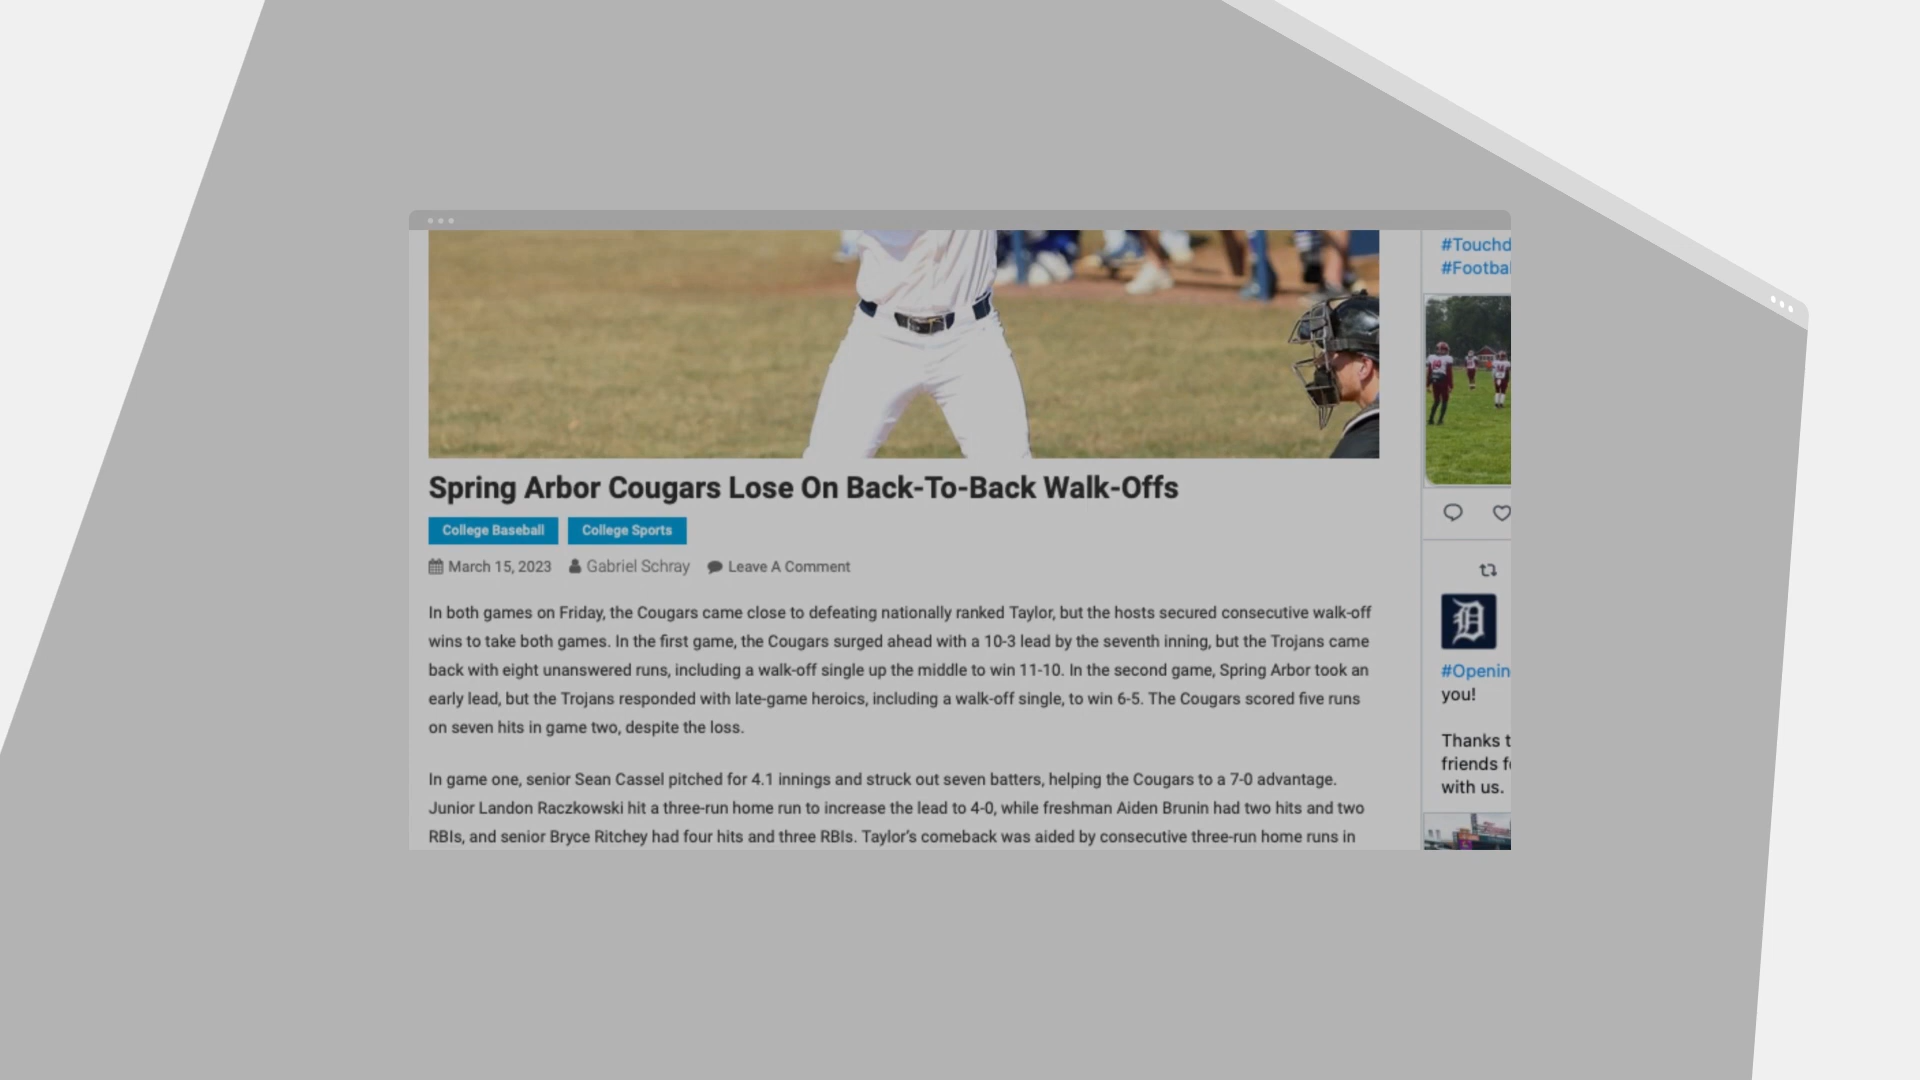 Spring Arbor Cougars Lose On Back-To-Back Walk-Offs
College Baseball College Sports
March 15, 2023 Gabriel Schray Leave A Comment
In both games on Friday, the Cougars came close to defeating nationally ranked Taylor, but the hosts secured consecutive walk-off
wins to take both games. In the first game, the Cougars surged ahead with a 10-3 lead by the seventh inning, but the Trojans came
back with eight unanswered runs, including a walk-off single up the middle to win 11-10. In the second game, Spring Arbor took an
early lead, but the Trojans responded with late-game heroics, including a walk-off single, to win 6-5. The Cougars scored five runs
on seven hits in game two, despite the loss.
In game one, senior Sean Cassel pitched for 4.1 innings and struck out seven batters, helping the Cougars to a 7-0 advantage.
Junior Landon Raczkowski hit a three-run home run to increase the lead to 4-0, while freshman Aiden Brunin had two hits and two
RBIs, and senior Bryce Ritchey had four hits and three RBIs. Taylor's comeback was aided by consecutive three-run home runs in
#Touchd
#Footbal
D
#Openin
you!
Thanks t
friends f
with us.